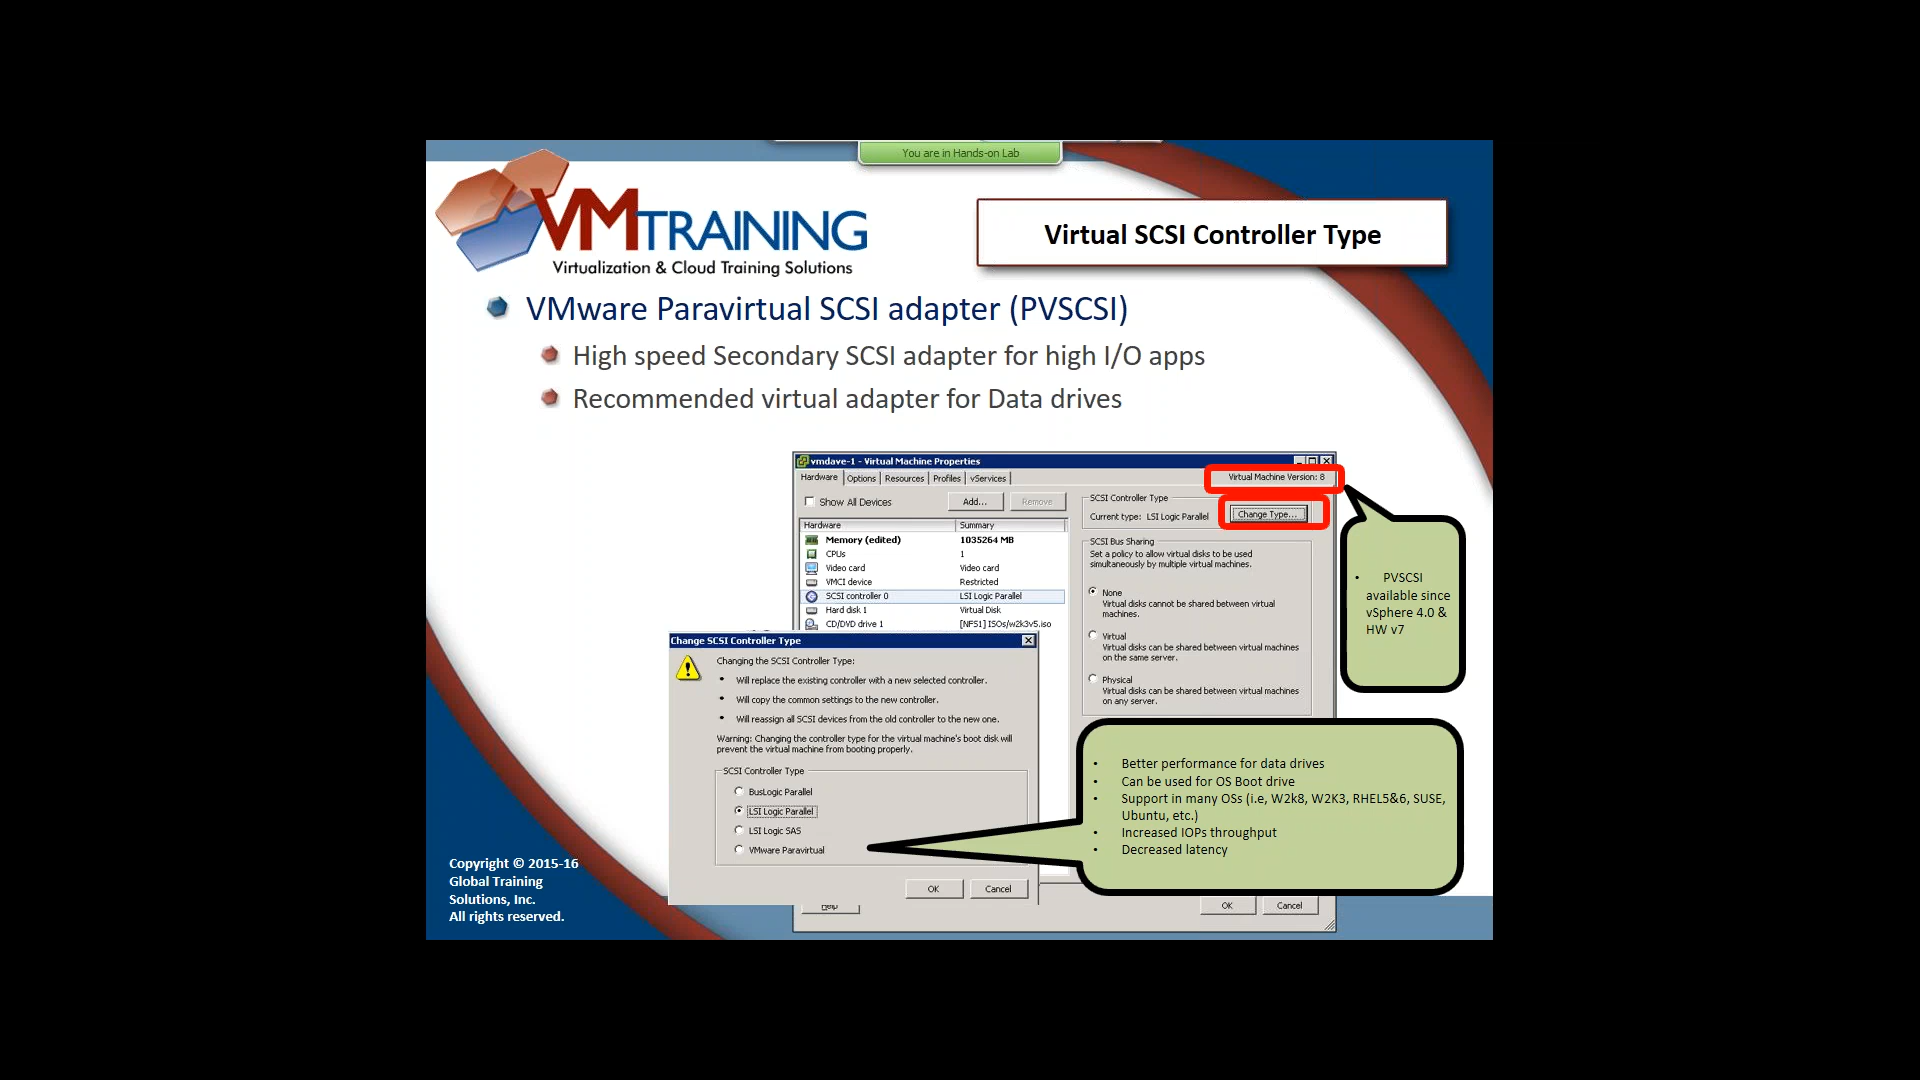 You are in Hands-on Lab
VMTRAINING
Virtualization & Cloud Training Solutions
Virtual SCSI Controller Type
VMware Paravirtual SCSI adapter (PVSCSI)
High speed Secondary SCSI adapter for high I/O apps
Recommended virtual adapter for Data drives
vmdave-1 - Virtual Machine Properties
Hardware Options Resources Profiles vServices
Virtual Machine Version: 8
Show All Devices
Add...
Remove
Hardware Summary
Memory (edited) 1035264 MB
CPUs 1
Video card Video card
VMCI device Restricted
SCSI controller 0 LSI Logic Parallel
Hard disk 1 Virtual Disk
CD/DVD drive 1 [NFS1] ISOs/w2k3v5.iso
SCSI Controller Type
Current type: LSI Logic Parallel
Change Type...
SCSI Bus Sharing
Set a policy to allow virtual disks to be used
simultaneously by multiple virtual machines.
None
Virtual disks cannot be shared between virtual
machines.
Virtual
Virtual disks can be shared between virtual machines
on the same server.
Physical
Virtual disks can be shared between virtual machines
on any server.
• PVSCSI
available since
vSphere 4.0 &
HW v7
Change SCSI Controller Type
Changing the SCSI Controller Type:
• Will replace the existing controller with a new selected controller.
• Will copy the common settings to the new controller.
• Will reassign all SCSI devices from the old controller to the new one.
Warning: Changing the controller type for the virtual machine's boot disk will
prevent the virtual machine from booting properly.
SCSI Controller Type
BusLogic Parallel
LSI Logic Parallel
LSI Logic SAS
VMware Paravirtual
OK
Cancel
• Better performance for data drives
• Can be used for OS Boot drive
• Support in many OSs (i.e, W2k8, W2K3, RHEL5&6, SUSE,
Ubuntu, etc.)
• Increased IOPs throughput
• Decreased latency
Help
OK
Cancel
Copyright © 2015-16
Global Training
Solutions, Inc.
All rights reserved.